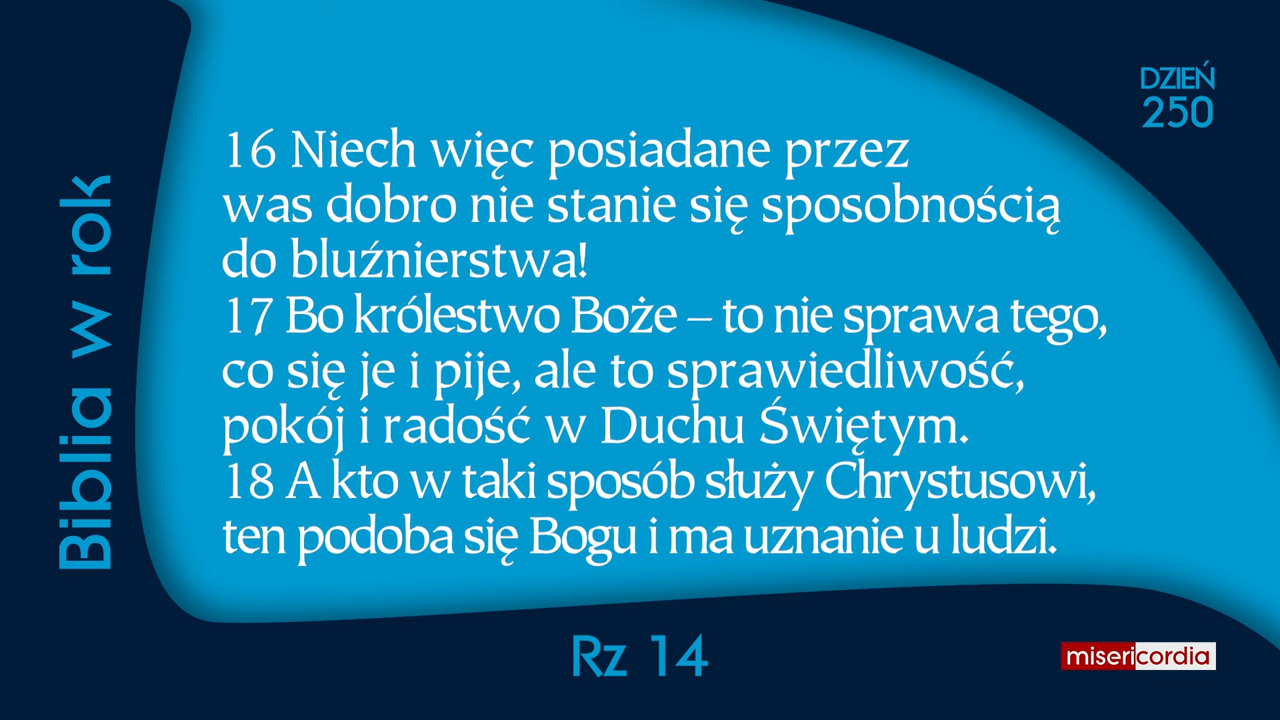 DZIEŃ
250
16 Niech więc posiadane przez
was dobro nie stanie się sposobnością
do bluźnierstwa!
17 Bo królestwo Boże – to nie sprawa tego,
co się je i pije, ale to sprawiedliwość,
pokój i radość w Duchu Świętym.
18 A kto w taki sposób służy Chrystusowi,
ten podoba się Bogu i ma uznanie u ludzi.
Biblia w rok
Rz 14
misericordia